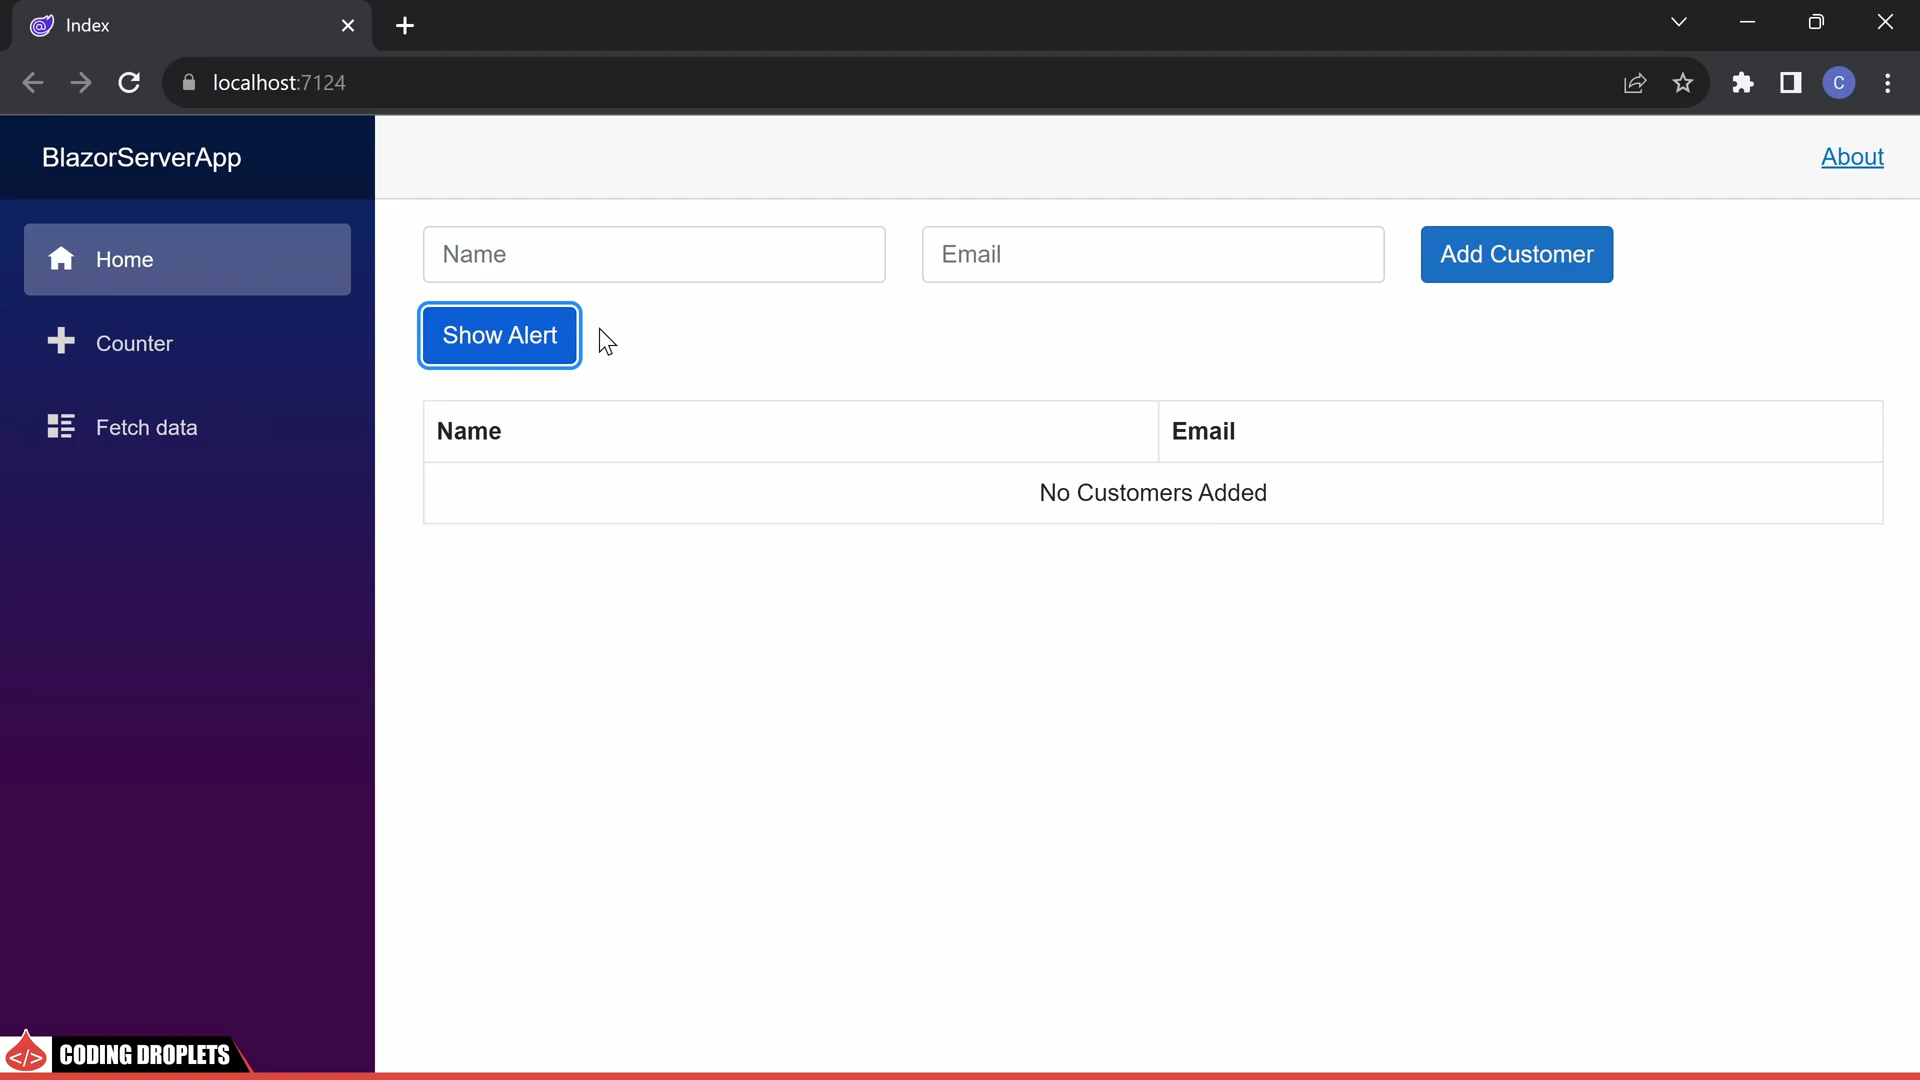 Index
localhost:7124
C
BlazorServerApp
About
Home
Counter
Fetch data
Name
Email
Add Customer
Show Alert
Name
Email
No Customers Added
</> CODING DROPLETS